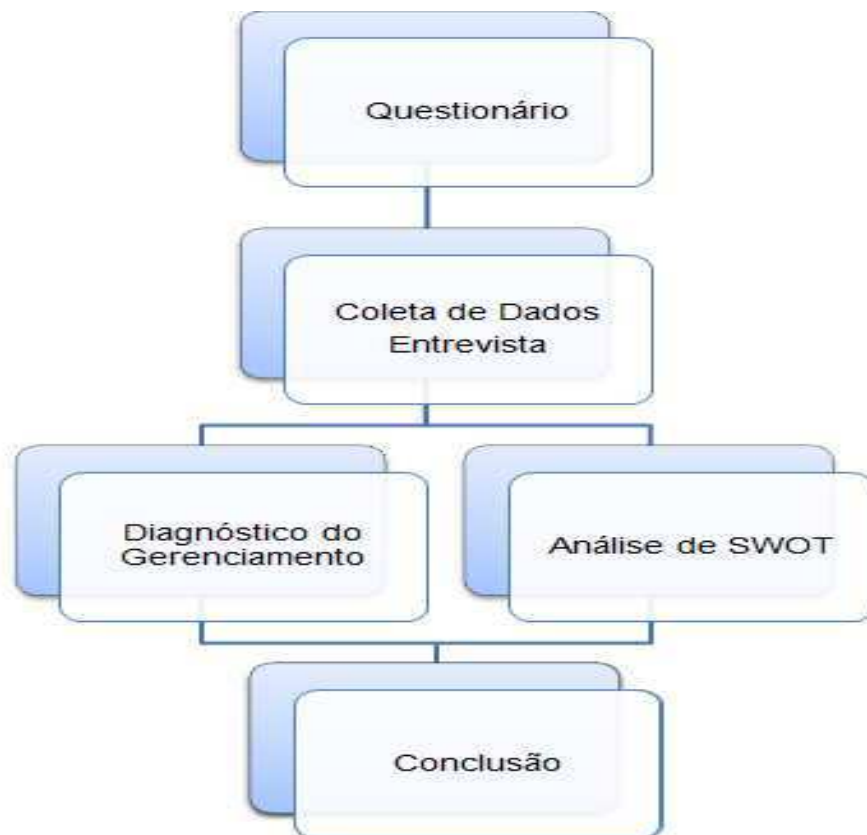 Questionário
Coleta de Dados
Entrevista
Diagnóstico do
Gerenciamento
Análise de SWOT
Conclusão